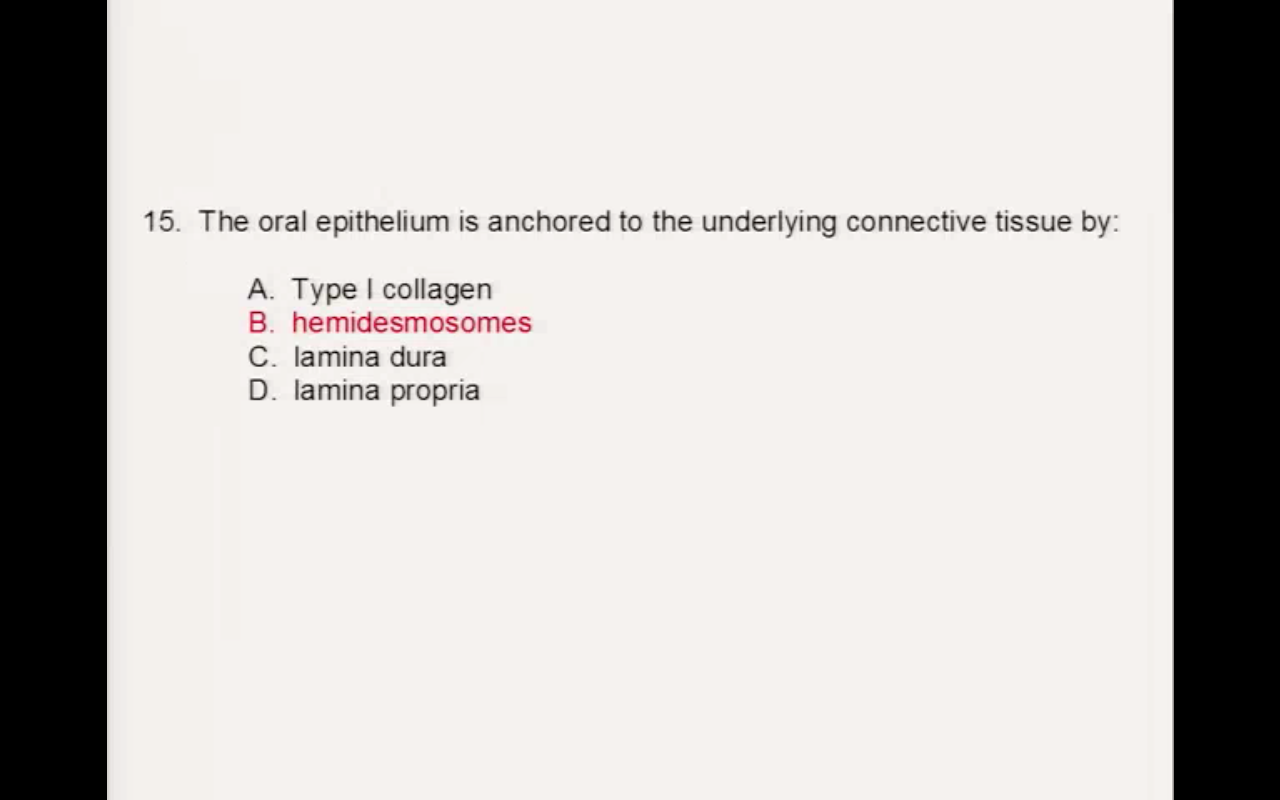 15. The oral epithelium is anchored to the underlying connective tissue by:
A. Type I collagen
B. hemidesmosomes
C. lamina dura
D. lamina propria